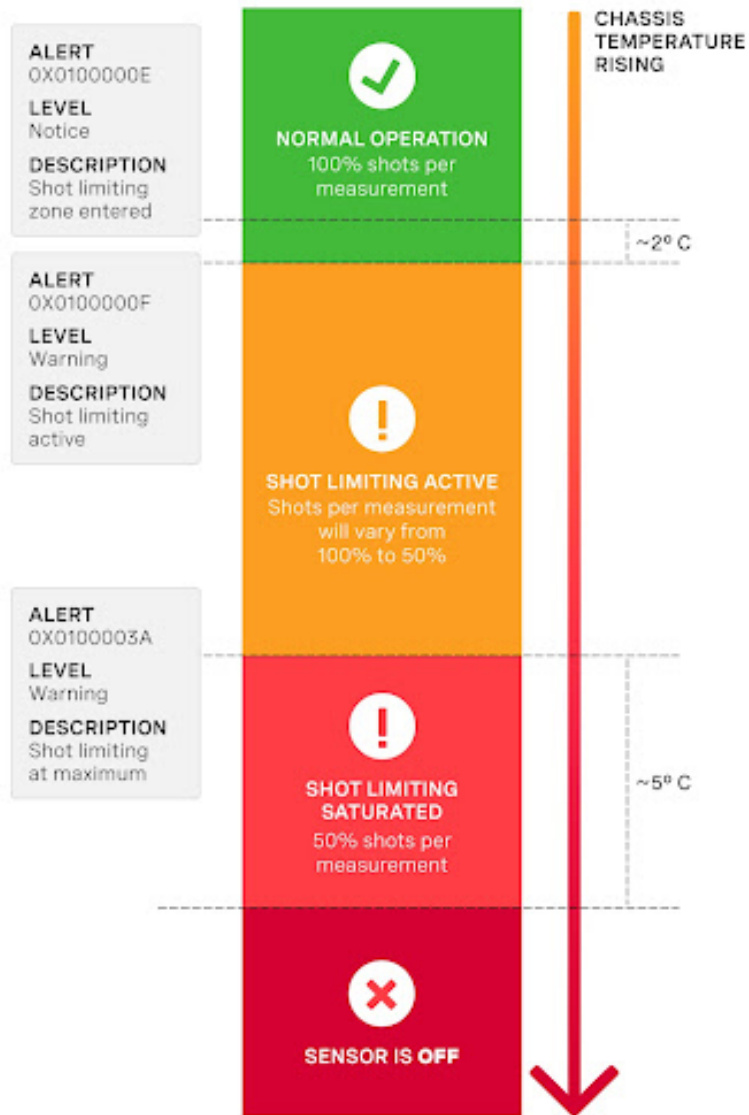 CHASSIS
TEMPERATURE
RISING
ALERT
0X0100000E
LEVEL
Notice
DESCRIPTION
Shot limiting
zone entered
NORMAL OPERATION
100% shots per
measurement
~2° C
ALERT
0X0100000F
LEVEL
Warning
DESCRIPTION
Shot limiting
active
SHOT LIMITING ACTIVE
Shots per measurement
will vary from
100% to 50%
ALERT
0X0100003A
LEVEL
Warning
DESCRIPTION
Shot limiting
at maximum
SHOT LIMITING
SATURATED
50% shots per
measurement
~5° C
SENSOR IS OFF